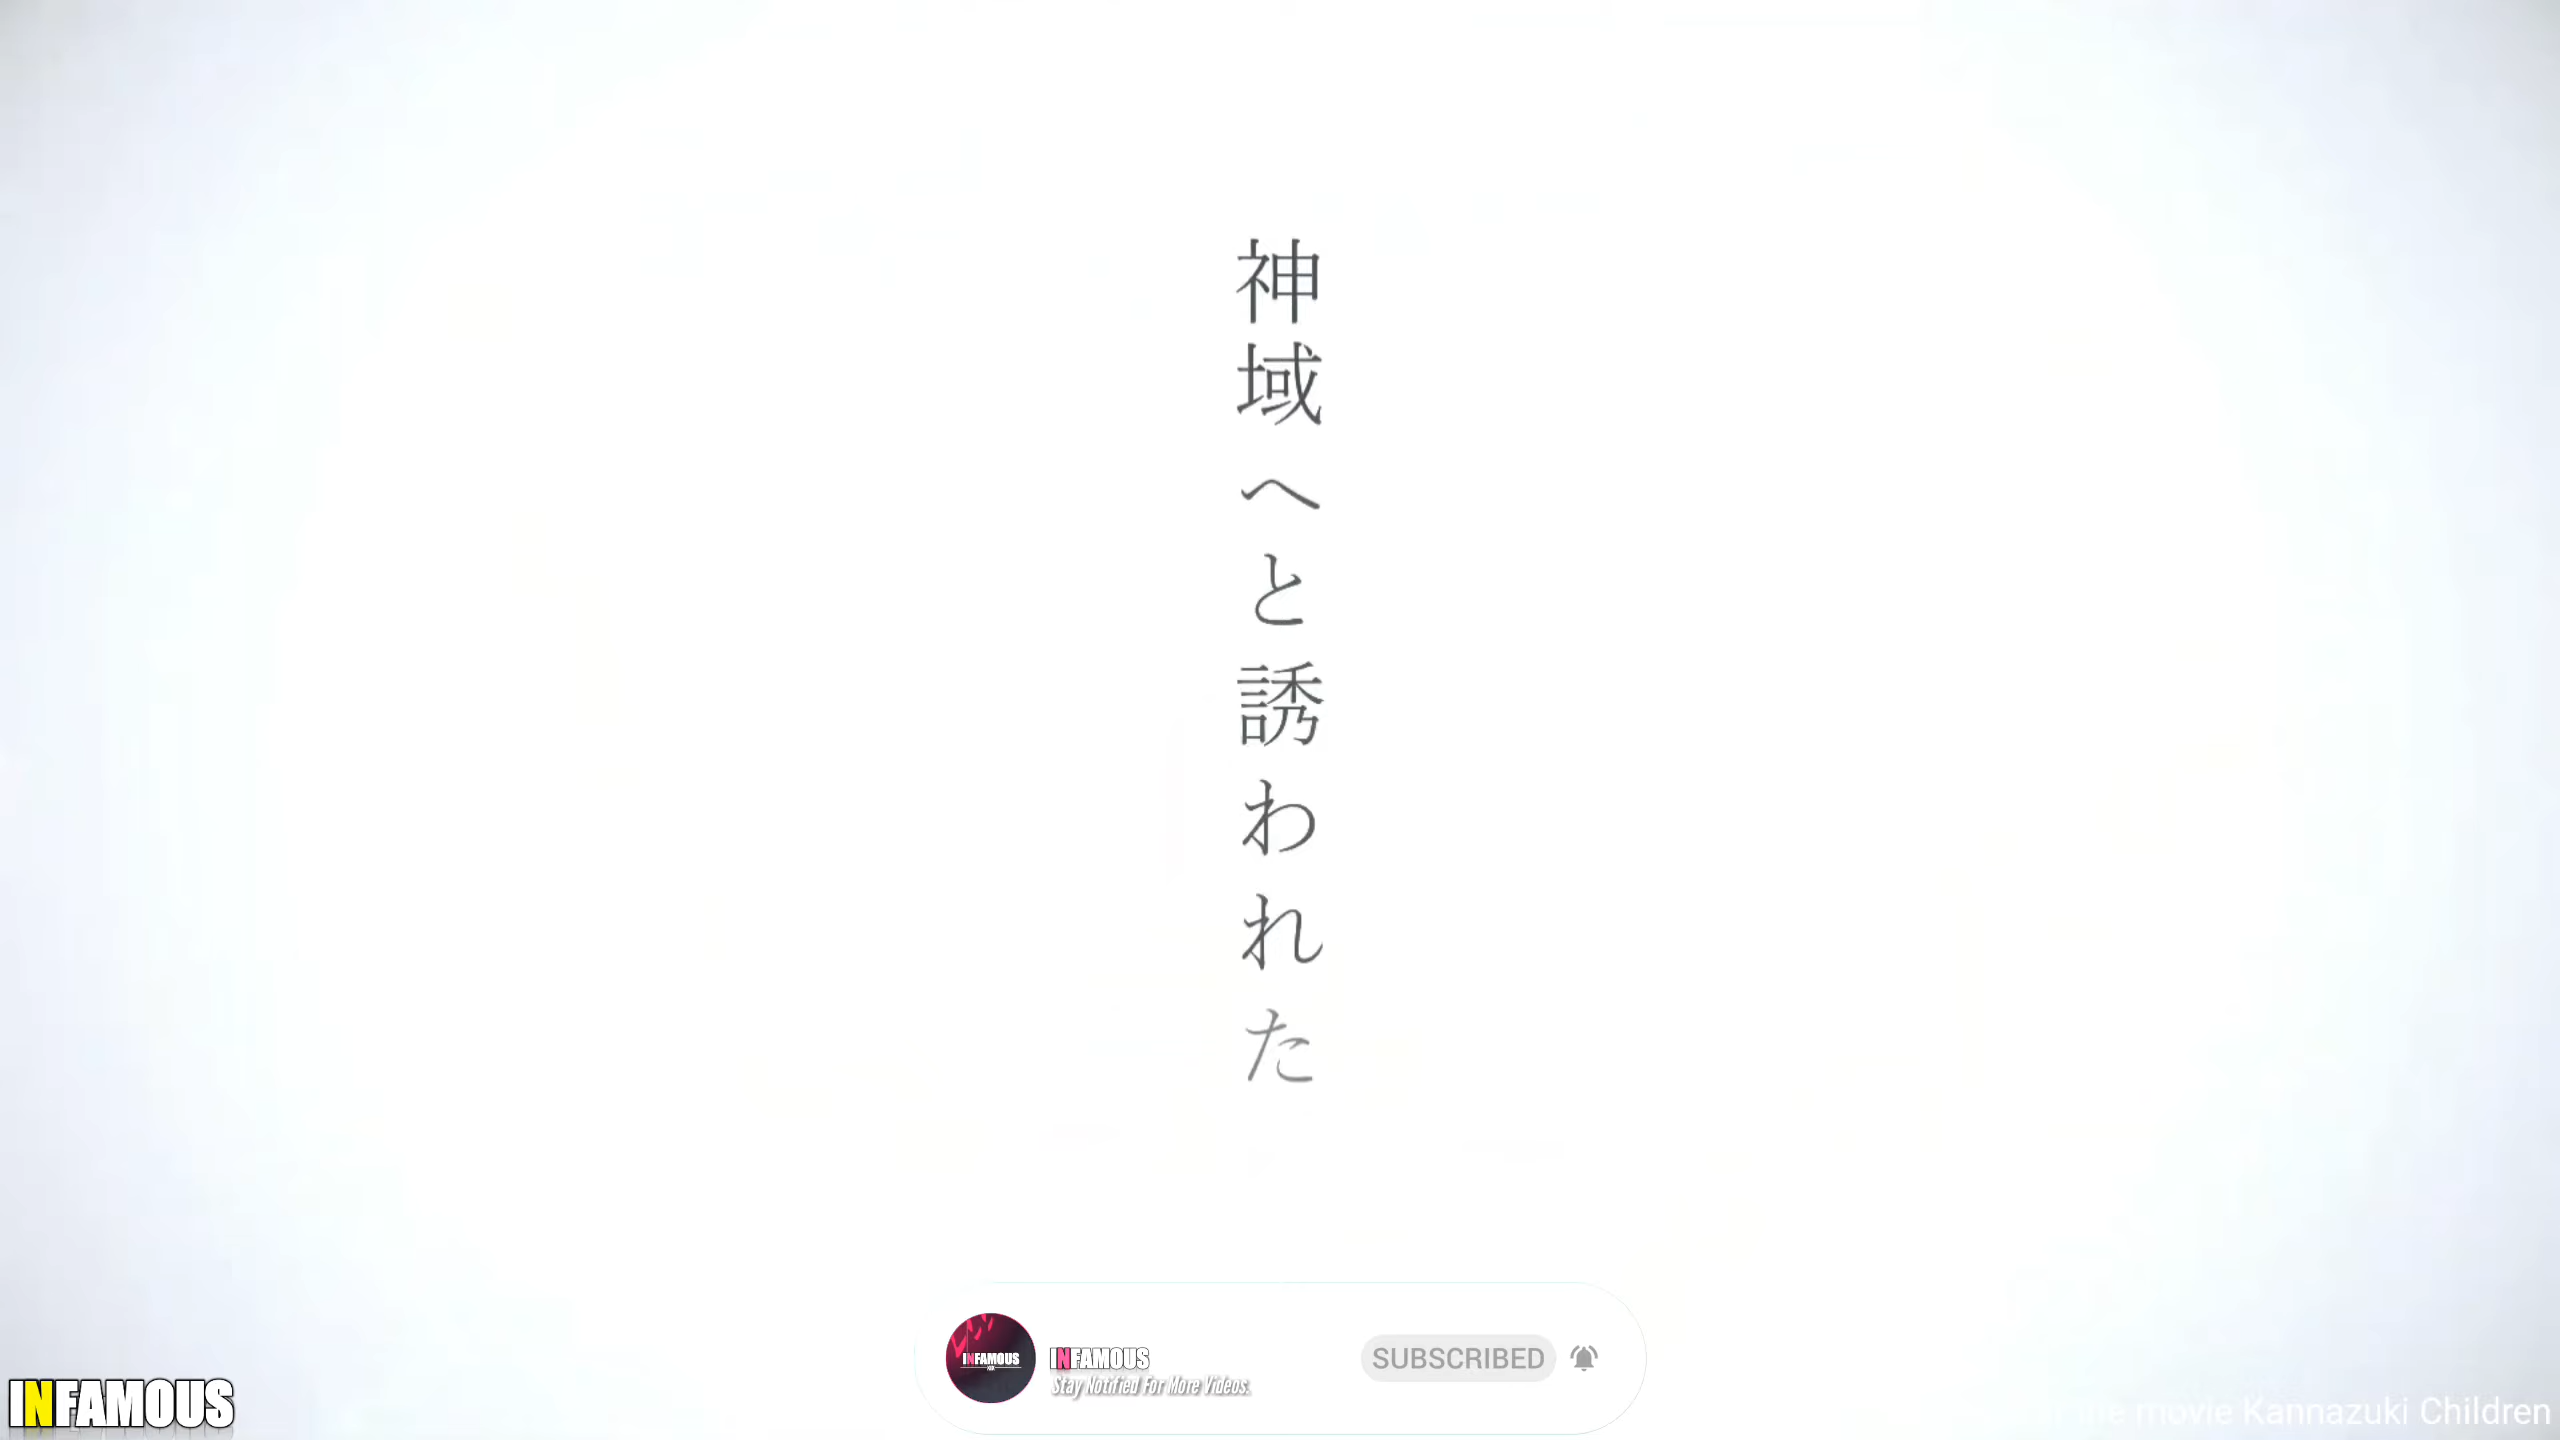 神域へと誘われた
INFAMOUS
INFAMOUS
Stay Notified For More Videos.
SUBSCRIBED
INFAMOUS
movie Kannazuki Children